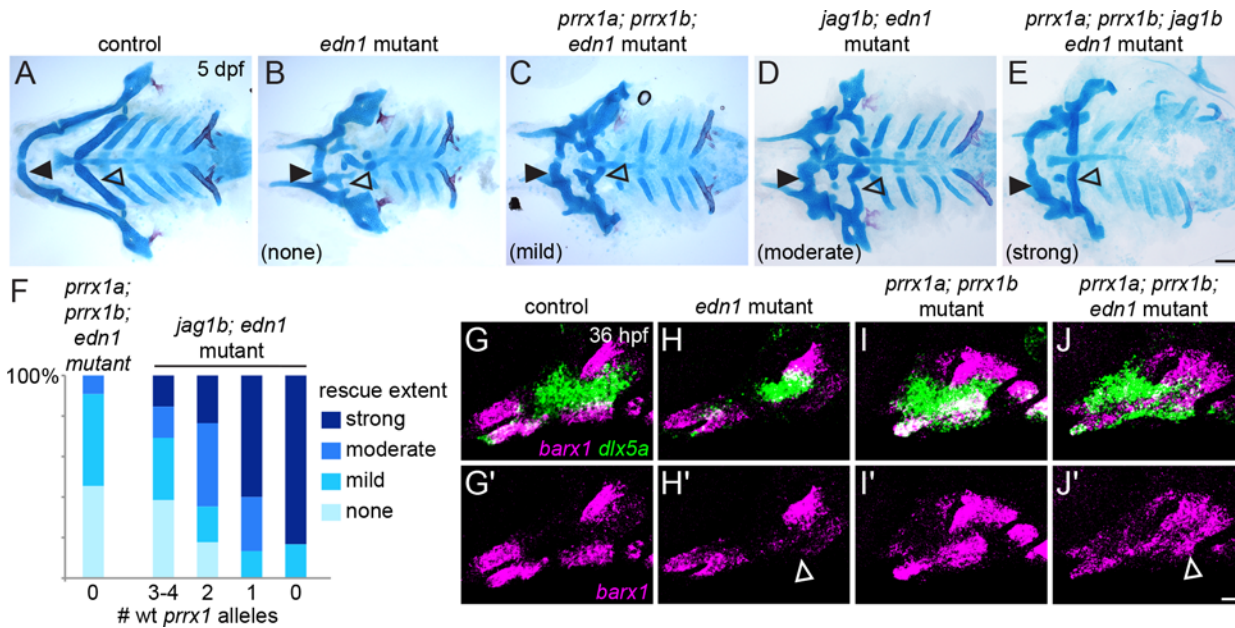 control
edn1 mutant
prrx1a; prrx1b;
edn1 mutant
jag1b; edn1
mutant
prrx1a; prrx1b; jag1b
edn1 mutant
A
5 dpf
B
(none)
C
(mild)
D
(moderate)
E
(strong)
F
prrx1a;
prrx1b;
edn1
mutant
jag1b; edn1
mutant
100%
rescue extent
strong
moderate
mild
none
0 3-4 2 1 0
# wt prrx1 alleles
control
edn1 mutant
prrx1a; prrx1b
mutant
prrx1a; prrx1b;
edn1 mutant
G
36 hpf
barx1 dlx5a
H
I
J
G'
barx1
H'
I'
J'